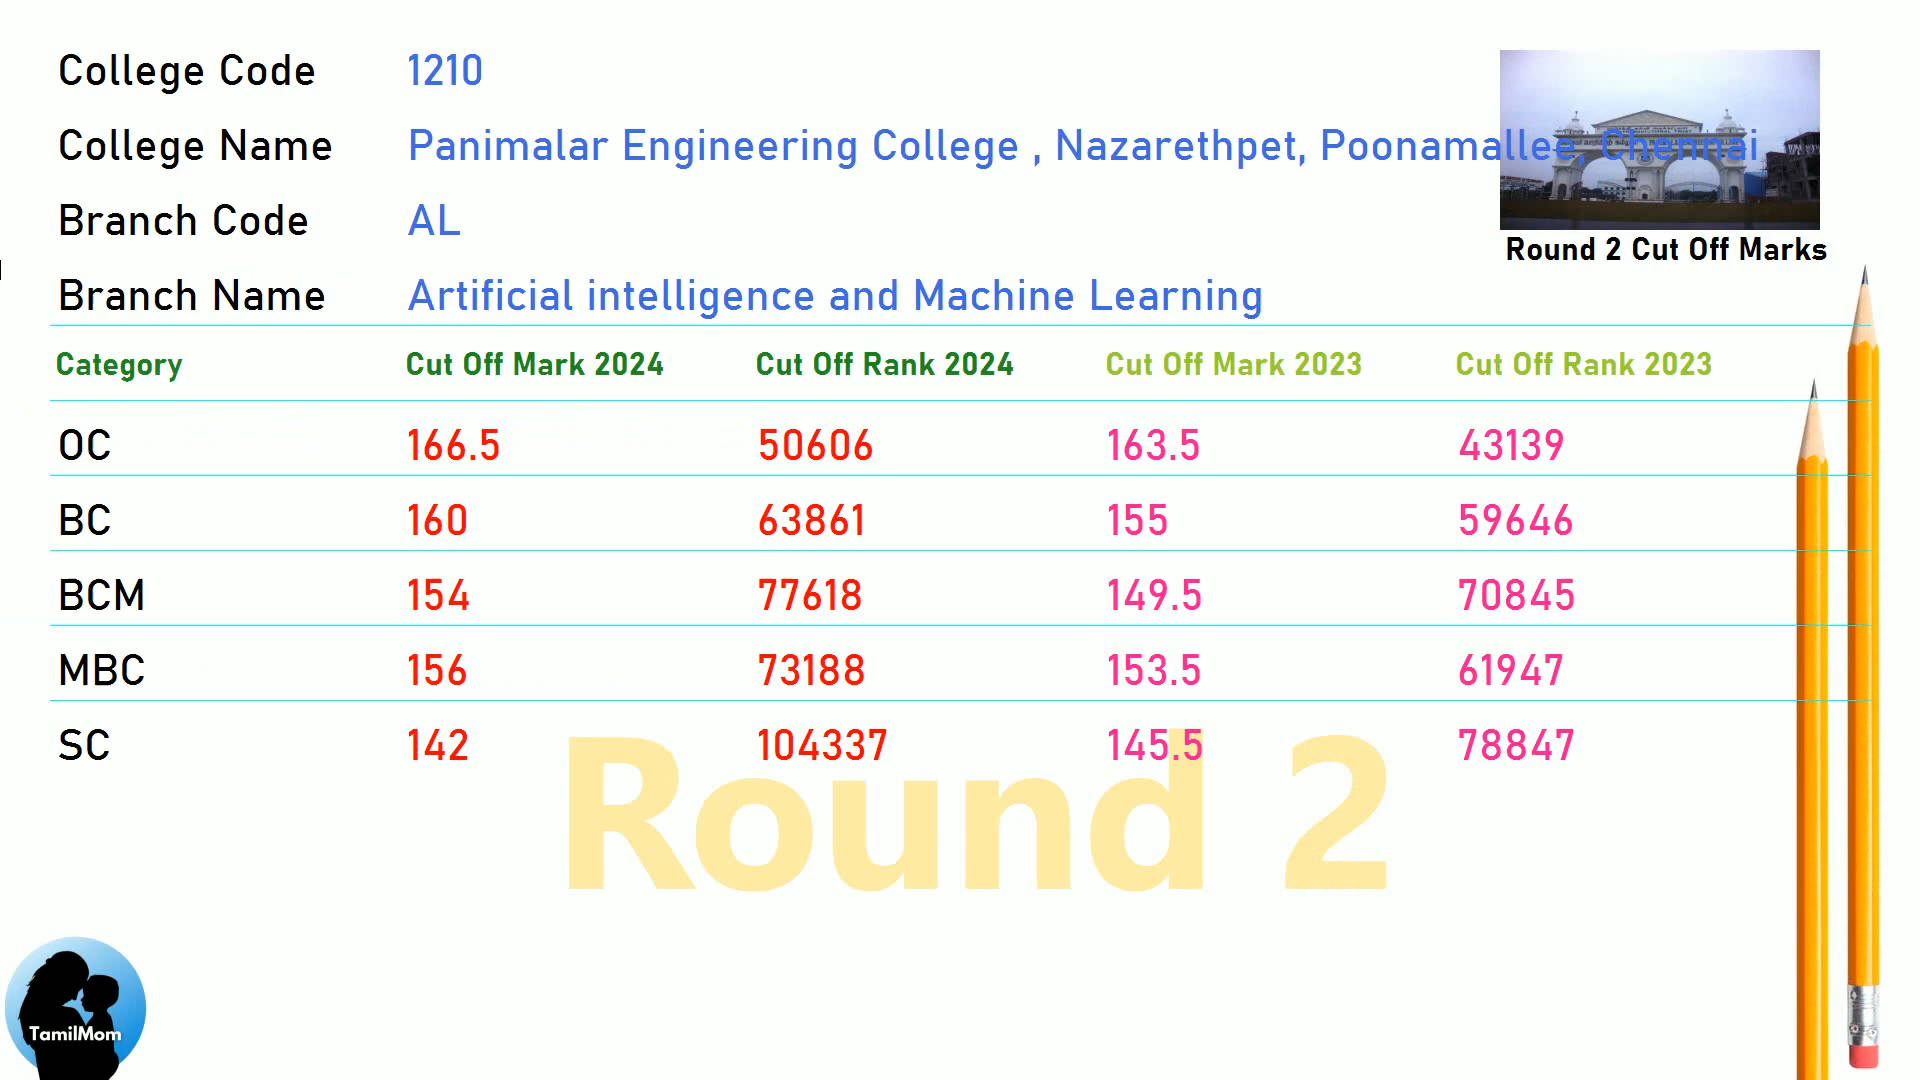 College Code 1210
College Name Panimalar Engineering College , Nazarethpet, Poonamallee, Chennai
Branch Code AL
Round 2 Cut Off Marks
Branch Name Artificial intelligence and Machine Learning
Category Cut Off Mark 2024 Cut Off Rank 2024 Cut Off Mark 2023 Cut Off Rank 2023
OC 166.5 50606 163.5 43139
BC 160 63861 155 59646
BCM 154 77618 149.5 70845
MBC 156 73188 153.5 61947
SC 142 104337 145.5 78847
Round 2
TamilMom